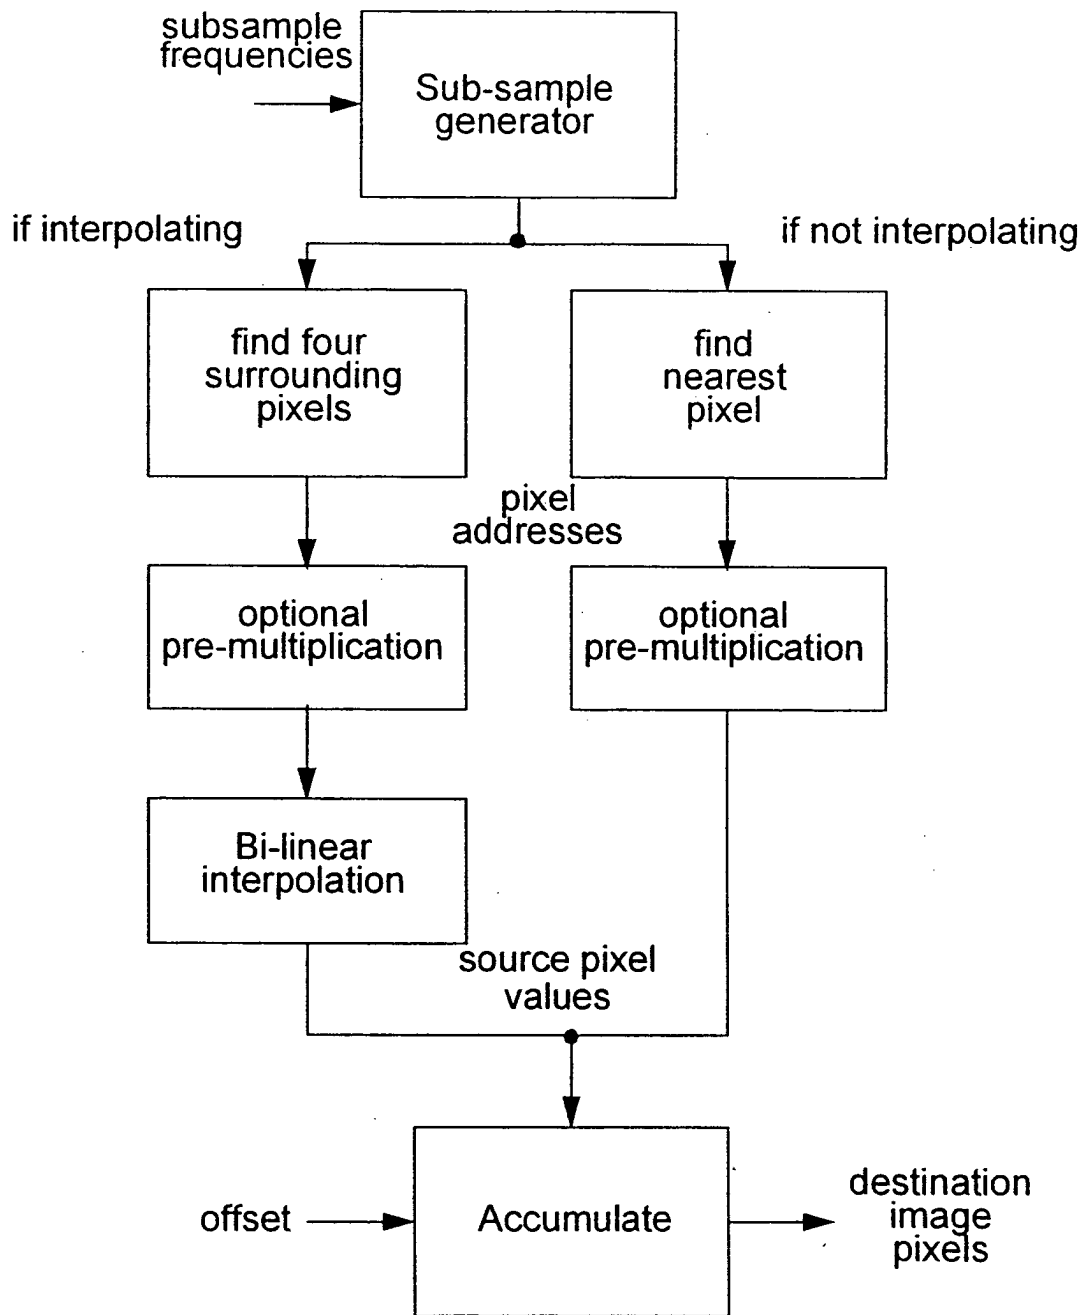 subsample
frequencies
Sub-sample
generator
if interpolating
if not interpolating
find four
surrounding
pixels
find
nearest
pixel
pixel
addresses
optional
pre-multiplication
optional
pre-multiplication
Bi-linear
interpolation
source pixel
values
offset
Accumulate
destination
image
pixels